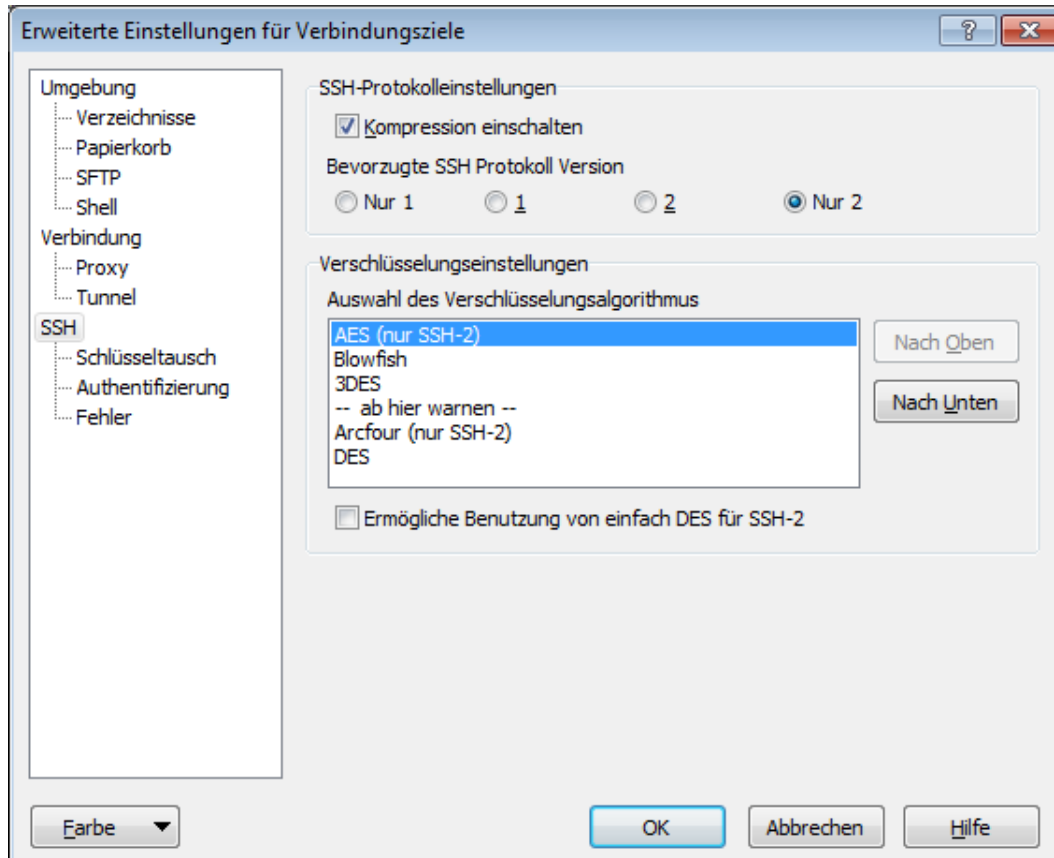 Erweiterte Einstellungen für Verbindungsziele
Umgebung
Verzeichnisse
Papierkorb
SFTP
Shell
Verbindung
Proxy
Tunnel
SSH
Schlüsseltausch
Authentifizierung
Fehler
SSH-Protokolleinstellungen
Kompression einschalten
Bevorzugte SSH Protokoll Version
Nur 1 1 2 Nur 2
Verschlüsselungseinstellungen
Auswahl des Verschlüsselungsalgorithmus
AES (nur SSH-2)
Blowfish
3DES
-- ab hier warnen --
Arcfour (nur SSH-2)
DES
Nach Oben
Nach Unten
Ermögliche Benutzung von einfach DES für SSH-2
Farbe OK Abbrechen Hilfe